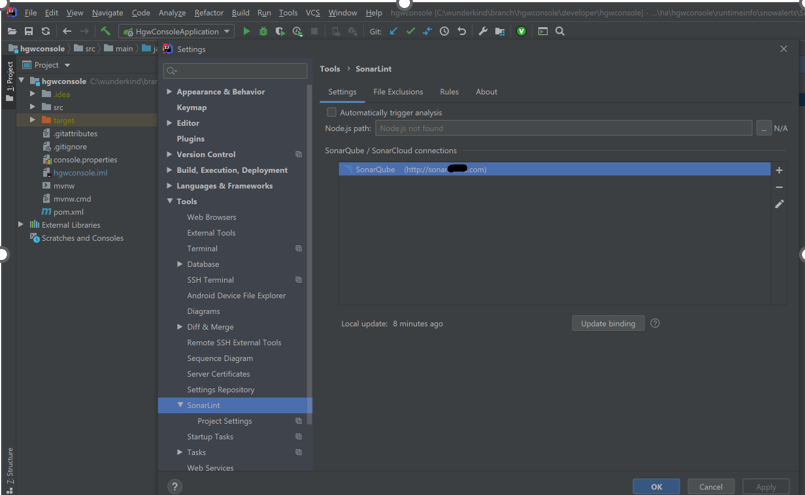 File Edit View Navigate Code Analyze Refactor Build Run Tools VCS Window Help hgwconsole [C:\wunderkind\branch\hgwconsole\developer\hgwconsole] - ...\ha\hgwconsole\runtimeinfo\snowalerts\
HgwConsoleApplication Git:
hgwconsole src main
Settings
1: Project
Project
hgwconsole C:\wunderkind\bran
.idea
src
target
.gitattributes
.gitignore
console.properties
hgwconsole.iml
mvnw
mvnw.cmd
pom.xml
External Libraries
Scratches and Consoles
Z: Structure
Appearance & Behavior
Keymap
Editor
Plugins
Version Control
Build, Execution, Deployment
Languages & Frameworks
Tools
Web Browsers
External Tools
Terminal
Database
SSH Terminal
Android Device File Explorer
Diagrams
Diff & Merge
Remote SSH External Tools
Sequence Diagram
Server Certificates
Settings Repository
SonarLint
Project Settings
Startup Tasks
Tasks
Web Services
Tools › SonarLint
Settings File Exclusions Rules About
Automatically trigger analysis
Node.js path: Node.js not found ... N/A
SonarQube / SonarCloud connections
SonarQube (http://sonar .com)
Local update: 8 minutes ago Update binding
OK Cancel Apply